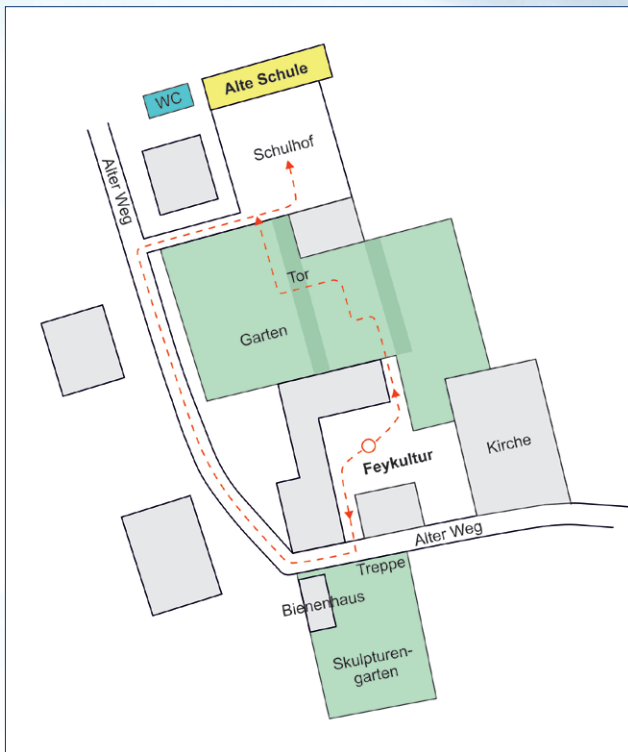 Alte Schule
WC
Schulhof
Alter Weg
Tor
Garten
Kirche
Feykultur
Alter Weg
Treppe
Bienenhaus
Skulpturen-
garten